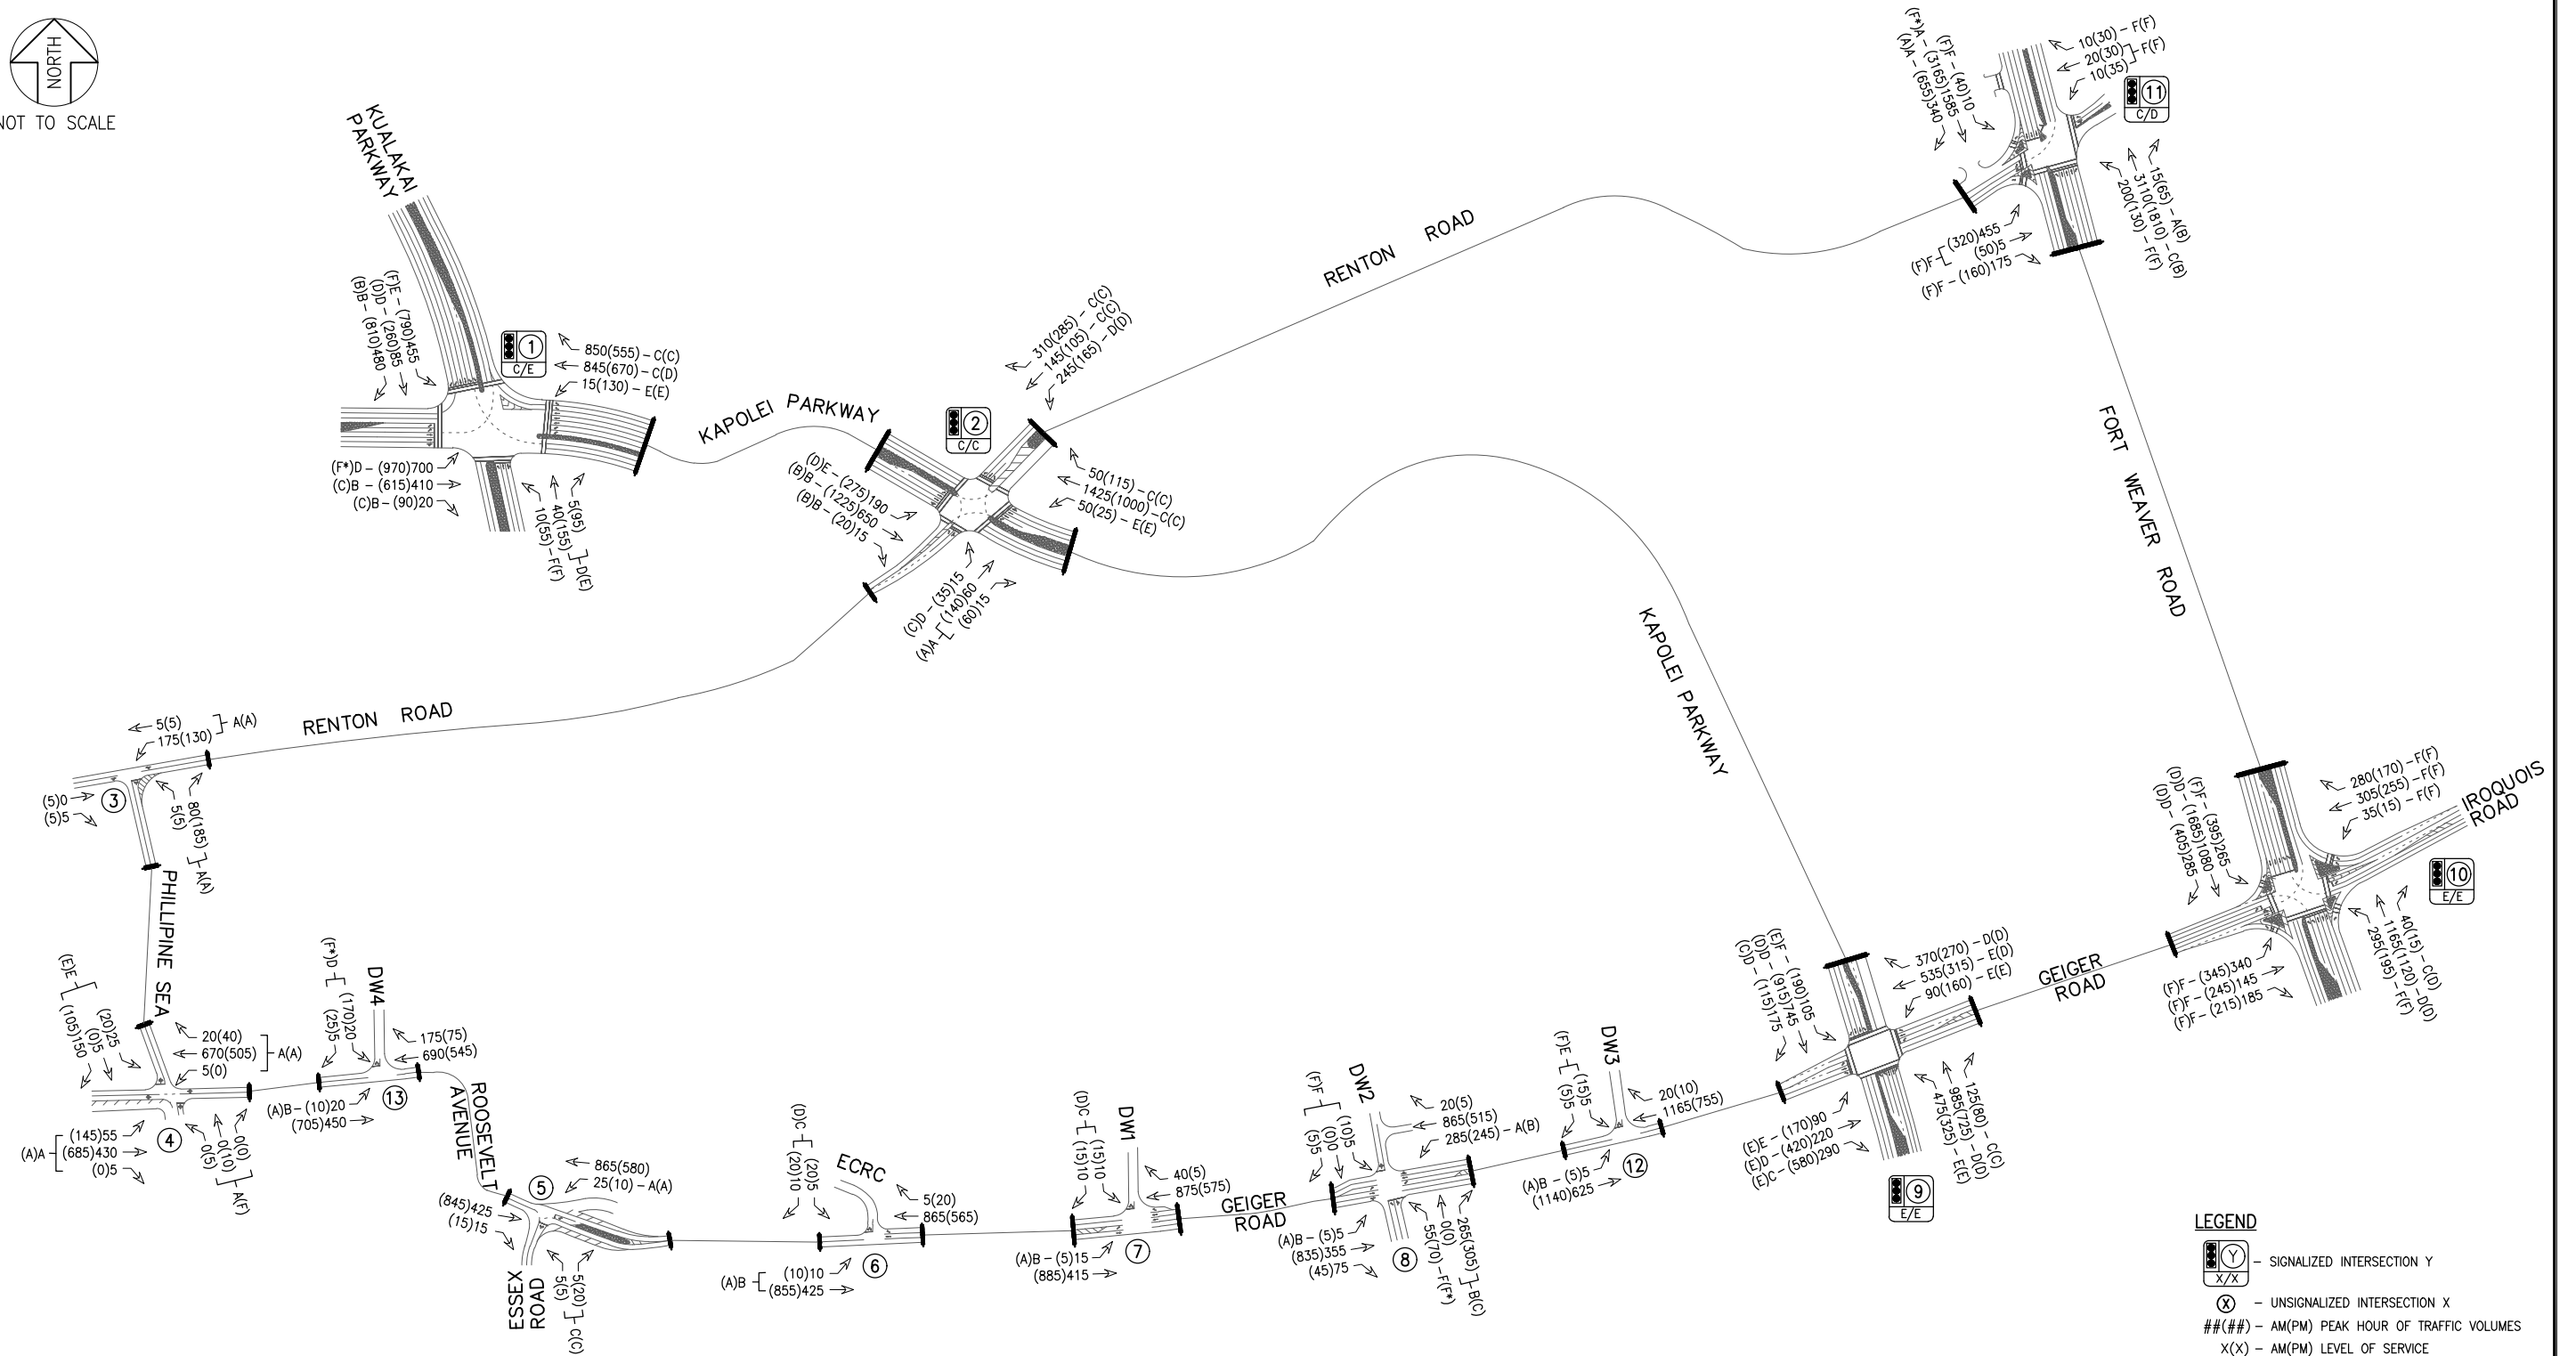 NORTH
NOT TO SCALE
KUALAKAI
PARKWAY
(F)E - (790)455
(D)D - (260)85
(B)B - (810)480
1
C/E
850(555) - C(C)
845(670) - C(D)
15(130) - E(E)
(F*)D - (970)700
(C)B - (615)410
(C)B - (90)20
5(95)
40(155)
D(E)
10(55) - F(F)
KAPOLEI PARKWAY
2
C/C
310(285) - C(C)
145(105) - C(C)
245(165) - D(D)
(D)E - (275)190
(B)B - (1225)650
(B)B - (20)15
50(115) - C(C)
1425(1000) - C(C)
50(25) - E(E)
(C)D - (35)15
(A)A
(140)60
(60)15
RENTON ROAD
(F)F - (40)10
(F*)A - (3165)1585
(A)A - (655)340
10(30) - F(F)
20(30)
10(35)
F(F)
11
C/D
(F)F
(320)455
(50)5
(F)F - (160)175
15(65) - A(B)
3110(1810) - C(B)
200(130) - F(F)
FORT WEAVER ROAD
KAPOLEI PARKWAY
RENTON ROAD
5(5)
175(130)
A(A)
(5)0
(5)5
3
80(185)
5(5)
A(A)
PHILLIPINE SEA
(E)E
(20)25
(0)5
(105)150
20(40)
670(505)
5(0)
A(A)
(A)A
(145)55
(685)430
(0)5
4
0(0)
0(10)
0(5)
A(F)
(F*)D
(170)20
(25)5
DW4
175(75)
690(545)
(A)B - (10)20
(705)450
13
ROOSEVELT
AVENUE
5
865(580)
25(10) - A(A)
(845)425
(15)15
ESSEX
ROAD
5(20)
5(5)
C(C)
(D)C
(20)5
(20)10
ECRC
5(20)
865(565)
(A)B
(10)10
(855)425
6
(D)C
(15)10
(15)10
DW1
40(5)
875(575)
(A)B - (5)15
(885)415
7
GEIGER
ROAD
(F)F
(10)5
(0)0
(5)5
DW2
20(5)
865(515)
285(245) - A(B)
(A)B - (5)5
(835)355
(45)75
8
265(305)
0(0)
B(C)
55(70) - F(F*)
(F)E
(15)5
(5)5
DW3
20(10)
1165(755)
(A)B - (5)5
(1140)625
12
(E)F - (190)105
(D)D - (915)745
(C)D - (115)175
370(270) - D(D)
535(315) - E(D)
90(160) - E(E)
(E)E - (170)90
(E)D - (420)220
(E)C - (580)290
125(80) - C(C)
985(725) - D(D)
475(325) - E(E)
9
E/E
GEIGER
ROAD
(F)F - (395)265
(D)D - (1685)1080
(D)D - (405)285
280(170) - F(F)
305(255) - F(F)
35(15) - F(F)
IROQUOIS
ROAD
10
E/E
(F)F - (345)340
(F)F - (245)145
(F)F - (215)185
40(15) - C(D)
1165(1120) - D(D)
295(195) - F(F)
LEGEND
Y
X/X
- SIGNALIZED INTERSECTION Y
X - UNSIGNALIZED INTERSECTION X
##(##) - AM(PM) PEAK HOUR OF TRAFFIC VOLUMES
X(X) - AM(PM) LEVEL OF SERVICE